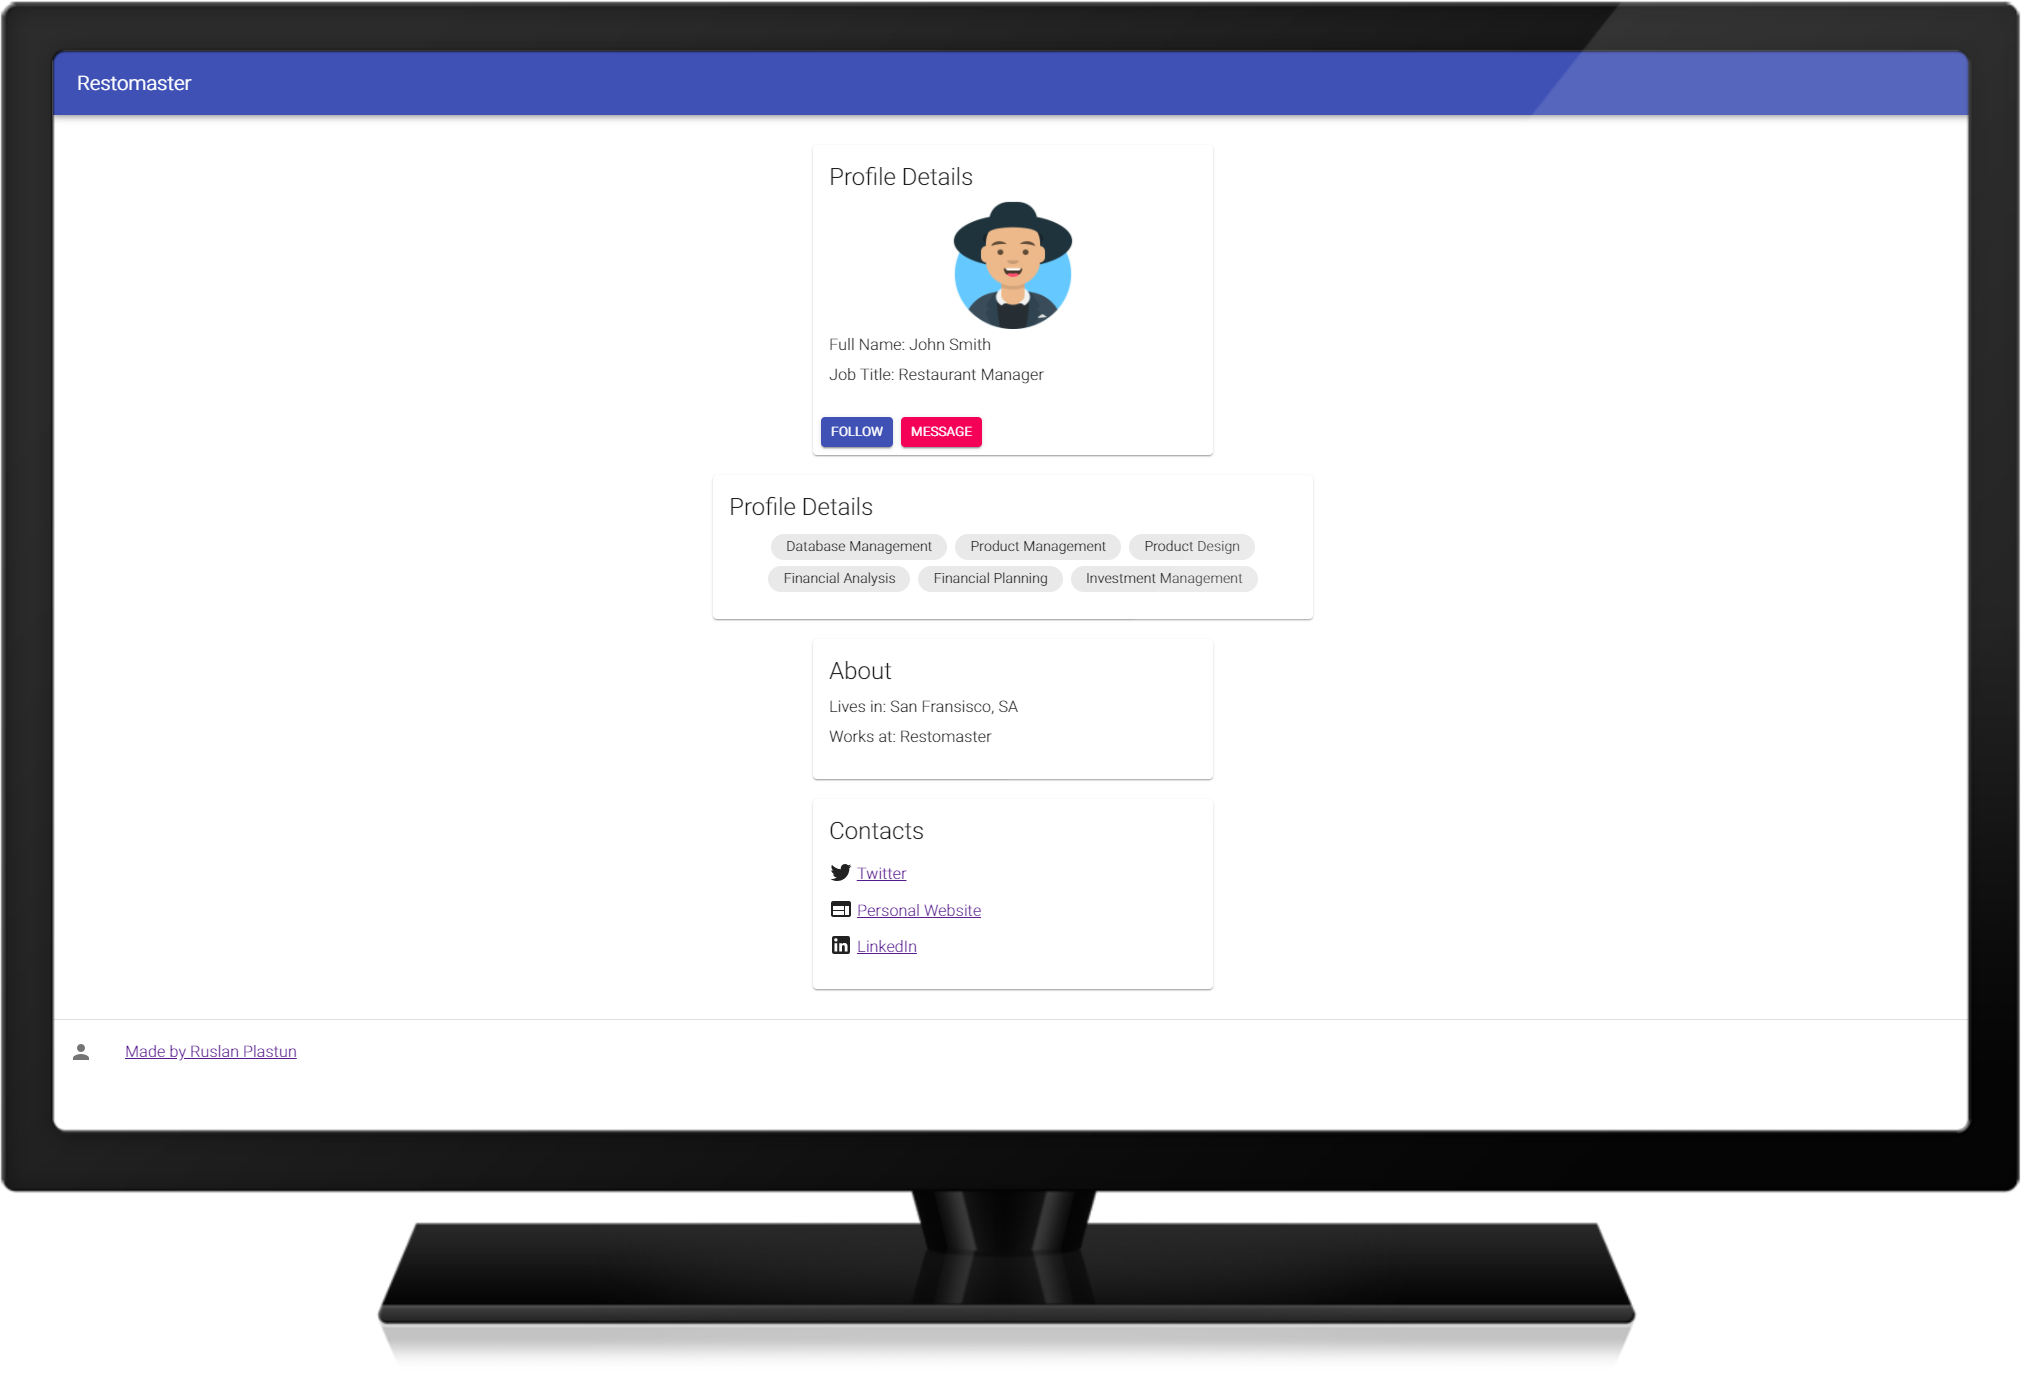 Restomaster
Profile Details
Full Name: John Smith
Job Title: Restaurant Manager
FOLLOW MESSAGE
Profile Details
Database Management Product Management Product Design
Financial Analysis Financial Planning Investment Management
About
Lives in: San Fransisco, SA
Works at: Restomaster
Contacts
Twitter
Personal Website
LinkedIn
Made by Ruslan Plastun